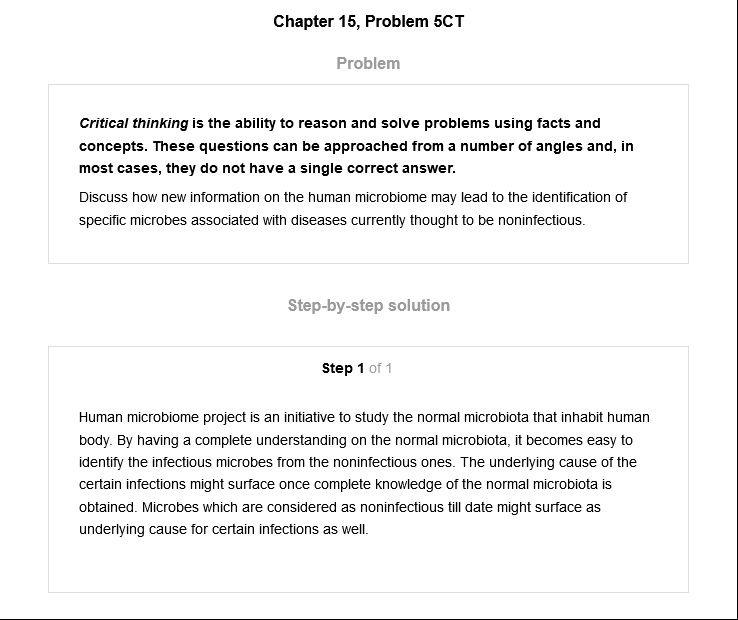 Chapter 15, Problem 5CT
Problem
Critical thinking is the ability to reason and solve problems using facts and
concepts. These questions can be approached from a number of angles and, in
most cases, they do not have a single correct answer.
Discuss how new information on the human microbiome may lead to the identification of
specific microbes associated with diseases currently thought to be noninfectious.
Step-by-step solution
Step 1 of 1
Human microbiome project is an initiative to study the normal microbiota that inhabit human
body. By having a complete understanding on the normal microbiota, it becomes easy to
identify the infectious microbes from the noninfectious ones. The underlying cause of the
certain infections might surface once complete knowledge of the normal microbiota is
obtained. Microbes which are considered as noninfectious till date might surface as
underlying cause for certain infections as well.